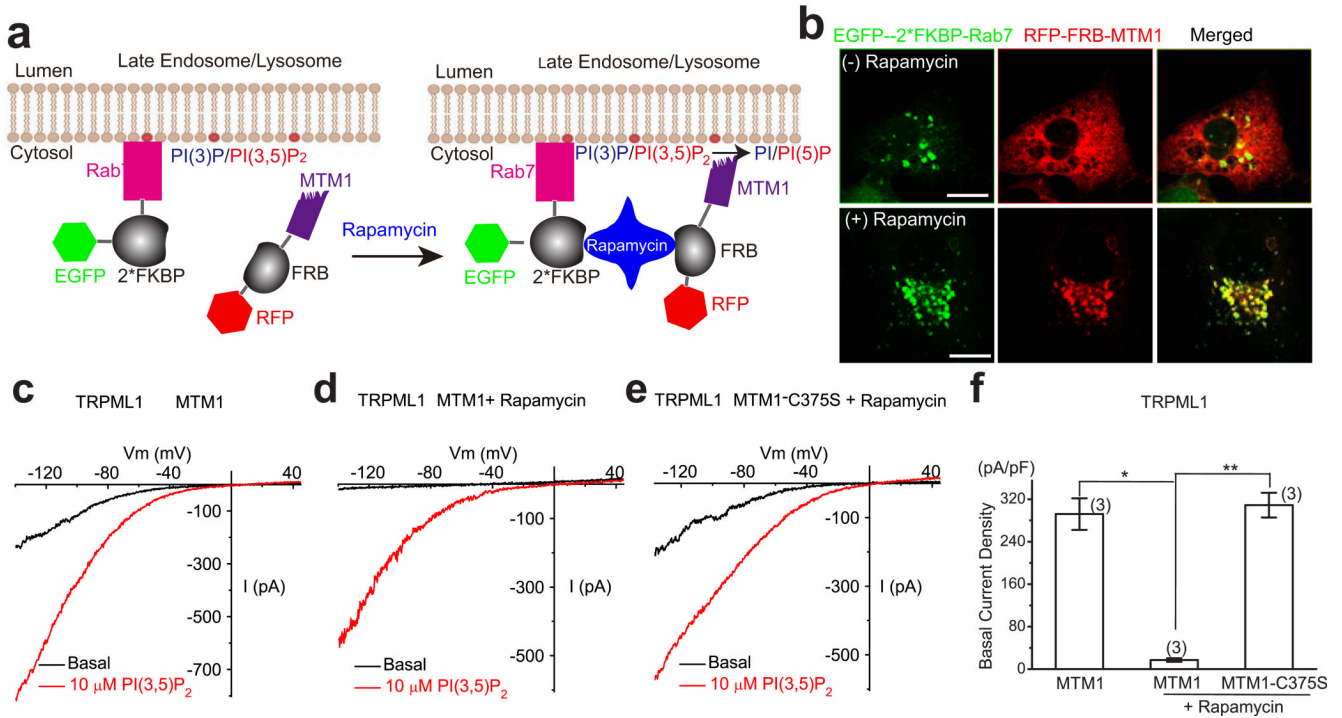 a
Late Endosome/Lysosome
Lumen
Cytosol
Rab7
PI(3)P/PI(3,5)P2
MTM1
EGFP
2*FKBP
FRB
RFP
Rapamycin
Late Endosome/Lysosome
Lumen
Cytosol
Rab7
PI(3)P/PI(3,5)P2
PI/PI(5)P
MTM1
Rapamycin
EGFP
2*FKBP
FRB
RFP
b
EGFP--2*FKBP-Rab7 RFP-FRB-MTM1 Merged
(-) Rapamycin
(+) Rapamycin
c
TRPML1 MTM1
Vm (mV)
-120 -80 -40 40
-100
-300
-500
-700
I (pA)
Basal
10 μM PI(3,5)P2
d
TRPML1 MTM1+ Rapamycin
Vm (mV)
-120 -80 -40 40
-100
-300
-500
I (pA)
Basal
10 μM PI(3,5)P2
e
TRPML1 MTM1-C375S + Rapamycin
Vm (mV)
-120 -80 -40 40
-100
-300
-500
I (pA)
Basal
10 μM PI(3,5)P2
f
TRPML1
(pA/pF)
Basal Current Density
320
240
160
80
0
* **
(3) (3) (3)
MTM1 MTM1 MTM1-C375S
+ Rapamycin